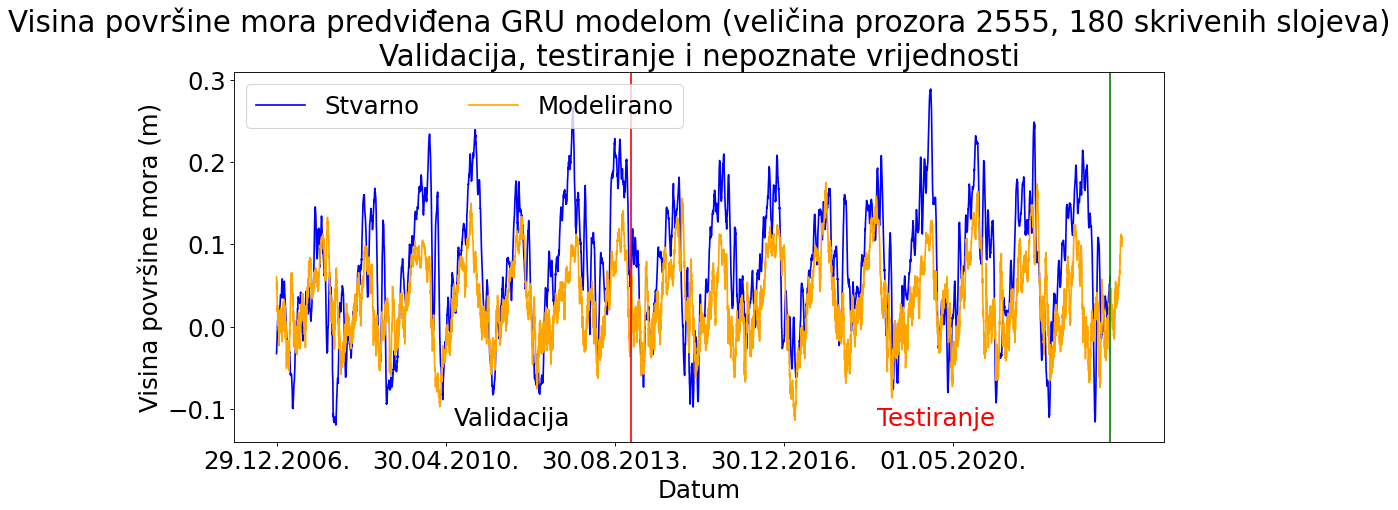 Visina površine mora predviđena GRU modelom (veličina prozora 2555, 180 skrivenih slojeva)
Validacija, testiranje i nepoznate vrijednosti
Stvarno
Modelirano
0.3
0.2
0.1
0.0
−0.1
Visina površine mora (m)
Validacija
Testiranje
29.12.2006.
30.04.2010.
30.08.2013.
30.12.2016.
01.05.2020.
Datum